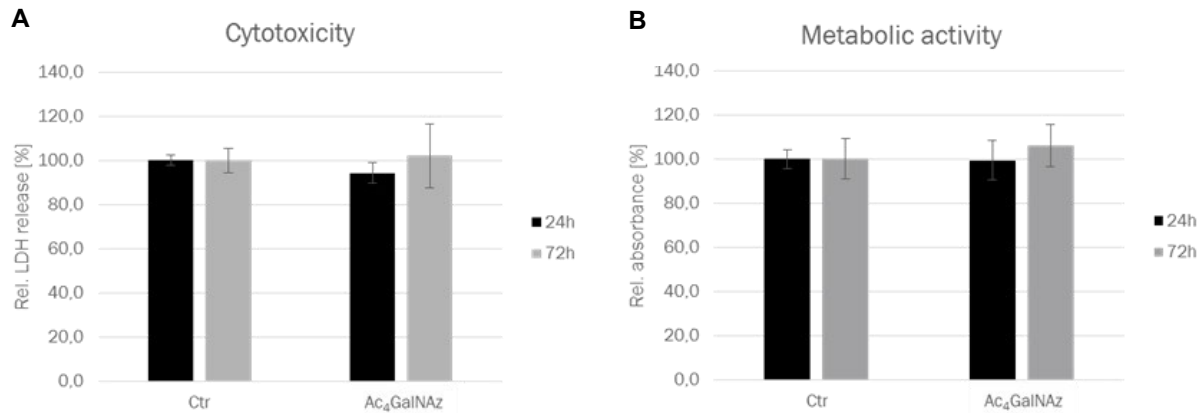 A
Cytotoxicity
140,0
120,0
100,0
80,0
60,0
40,0
20,0
0,0
Rel. LDH release [%]
Ctr
Ac₄GalNAz
24h
72h
B
Metabolic activity
140,0
120,0
100,0
80,0
60,0
40,0
20,0
0,0
Rel. absorbance [%]
Ctr
Ac₄GalNAz
24h
72h